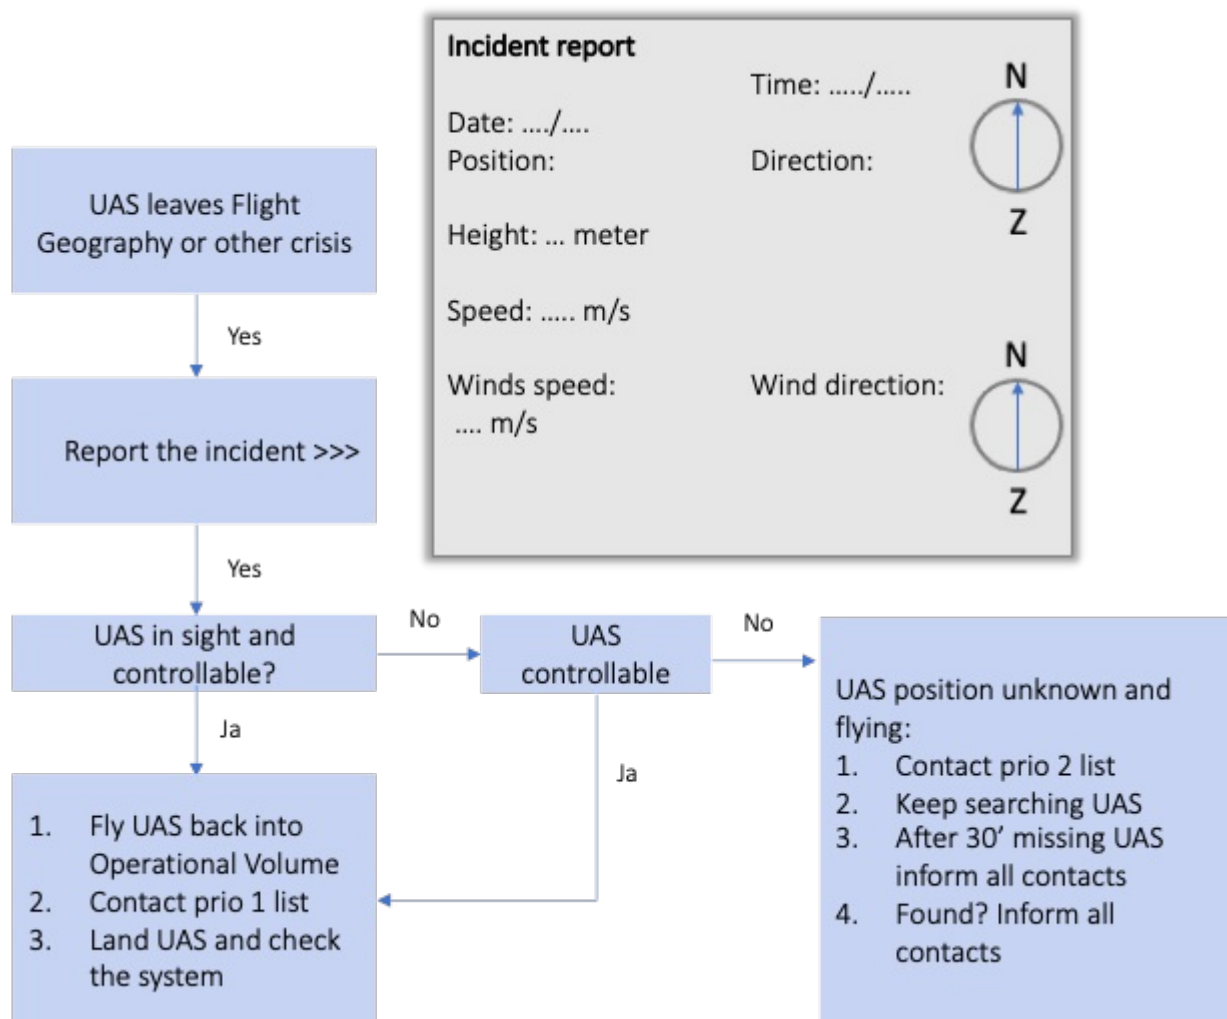 Incident report
Time: ...../.....
N
Date: ..../....
Position:
Direction:
Z
Height: ... meter
Speed: ..... m/s
N
Winds speed:
.... m/s
Wind direction:
Z
UAS leaves Flight
Geography or other crisis
Yes
Report the incident >>>
Yes
UAS in sight and
controllable?
No
UAS
controllable
No
Ja
Ja
1. Fly UAS back into
Operational Volume
2. Contact prio 1 list
3. Land UAS and check
the system
UAS position unknown and
flying:
1. Contact prio 2 list
2. Keep searching UAS
3. After 30’ missing UAS
inform all contacts
4. Found? Inform all
contacts